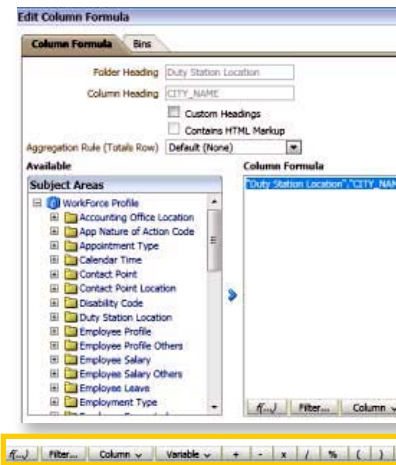 Edit Column Formula
Column Formula Bins
Folder Heading Duty Station Location
Column Heading CITY_NAME
Custom Headings
Contains HTML Markup
Aggregation Rule (Totals Row) Default (None)
Available Column Formula
Subject Areas "Duty Station Location"."CITY_NAM
WorkForce Profile
Accounting Office Location
App Nature of Action Code
Appointment Type
Calendar Time
Contact Point
Contact Point Location
Disability Code
Duty Station Location
Employee Profile
Employee Profile Others
Employee Salary
Employee Salary Others
Employee Leave
Employment Type
f(...) Filter... Column
f(...) Filter... Column Variable + - x / % ( )